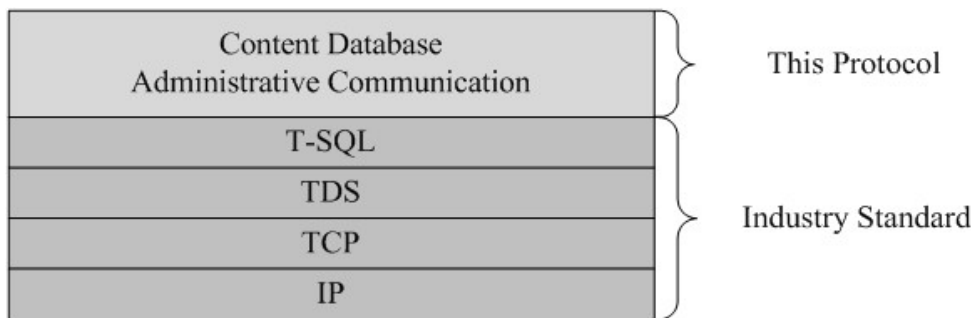 Content Database
Administrative Communication
This Protocol
T-SQL
TDS
TCP
IP
Industry Standard